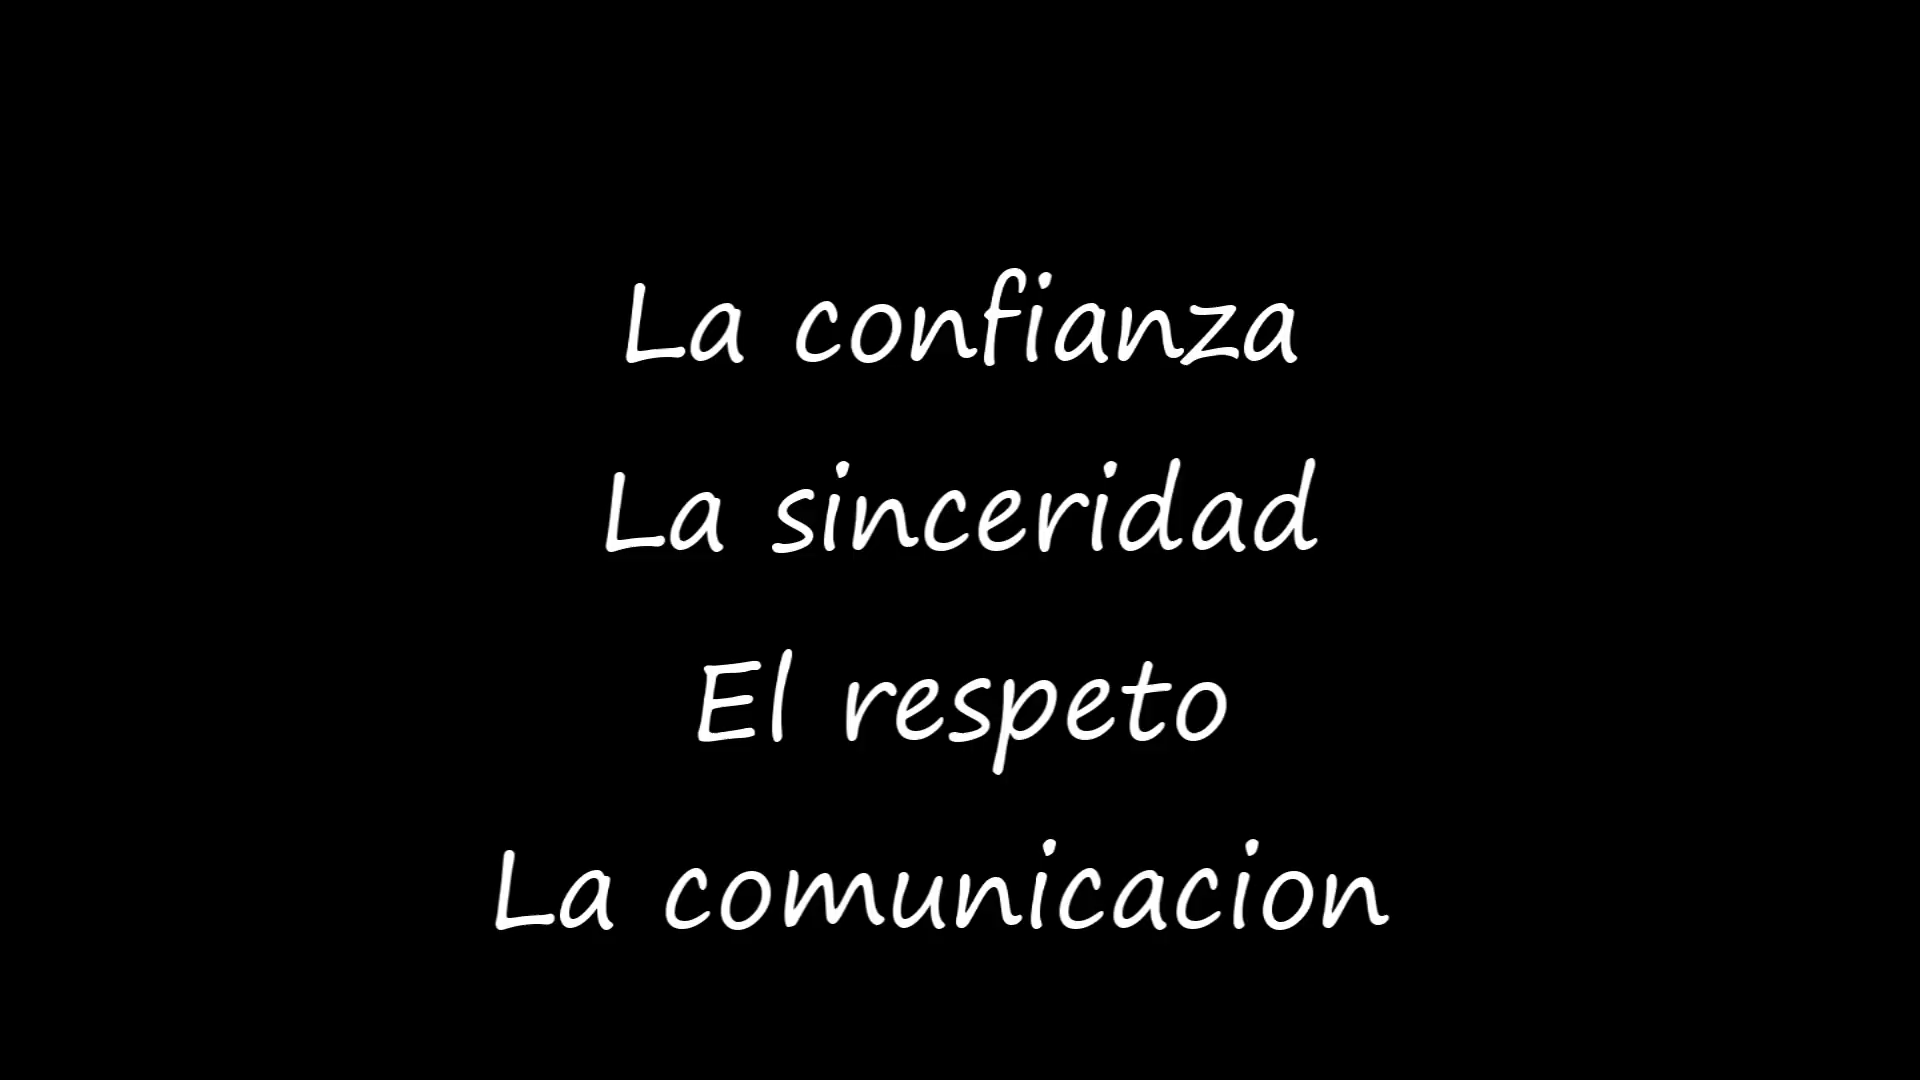 La confianza
La sinceridad
El respeto
La comunicacion